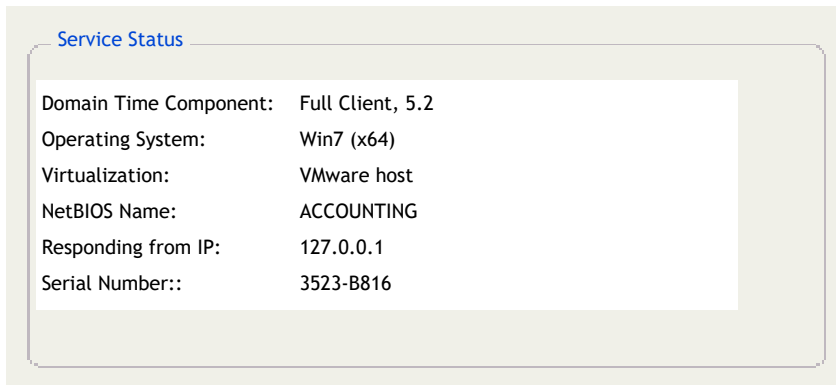 Service Status
Domain Time Component: Full Client, 5.2
Operating System: Win7 (x64)
Virtualization: VMware host
NetBIOS Name: ACCOUNTING
Responding from IP: 127.0.0.1
Serial Number:: 3523-B816